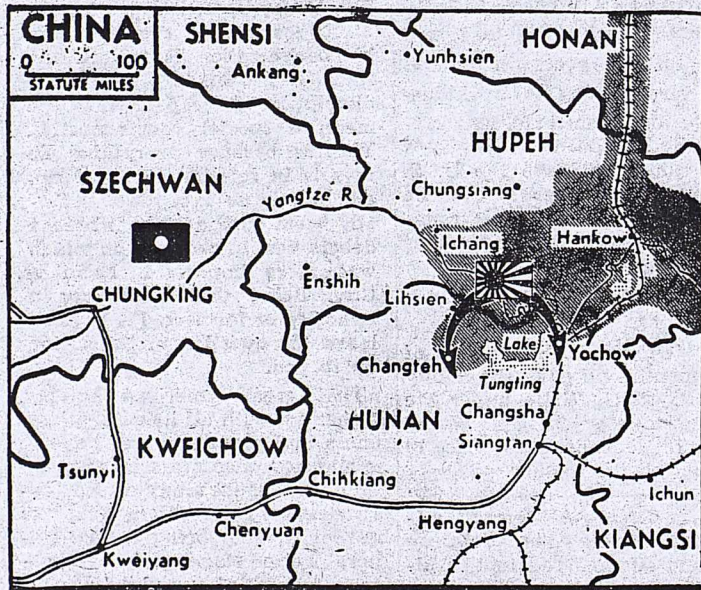 CHINA
0 100
STATUTE MILES
SHENSI
HONAN
Ankang
Yunhsien
HUPEH
SZECHWAN
Chungsiang
Yangtze R
Ichang
Hankow
Enshih
Lihsien
CHUNGKING
Lake
Yochow
Changteh
Tungting
HUNAN
Changsha
KWEICHOW
Siangtan
Tsunyi
Chihkiang
Ichun
Chenyuan
Hengyang
KIANGSI
Kweiyang